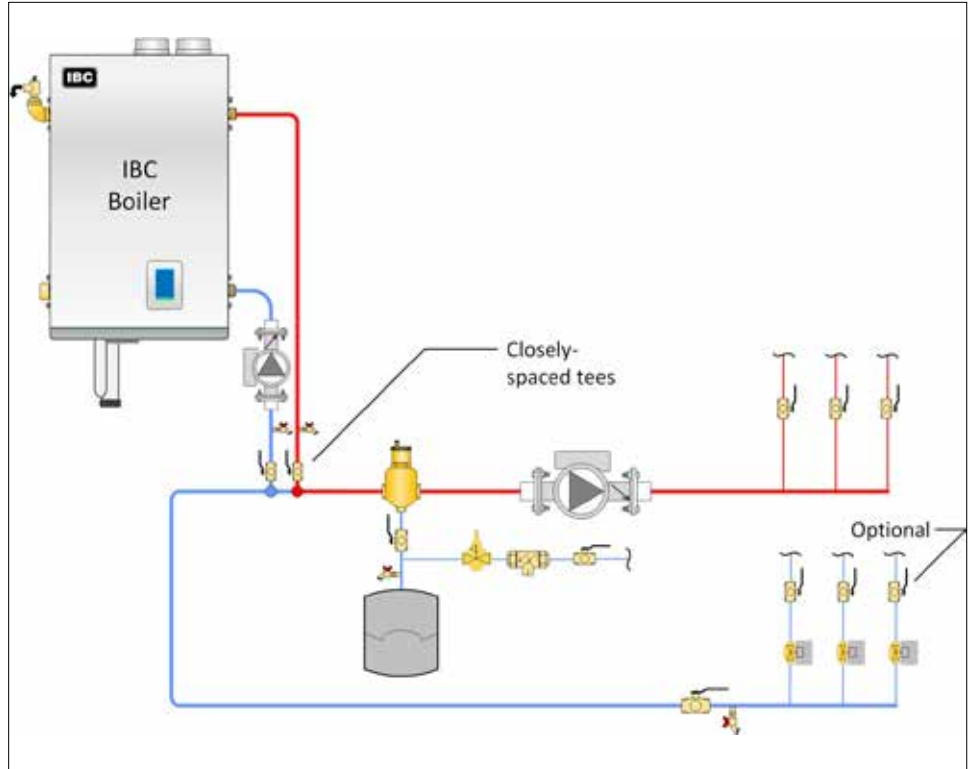 IBC
IBC
Boiler
Closely-
spaced tees
Optional